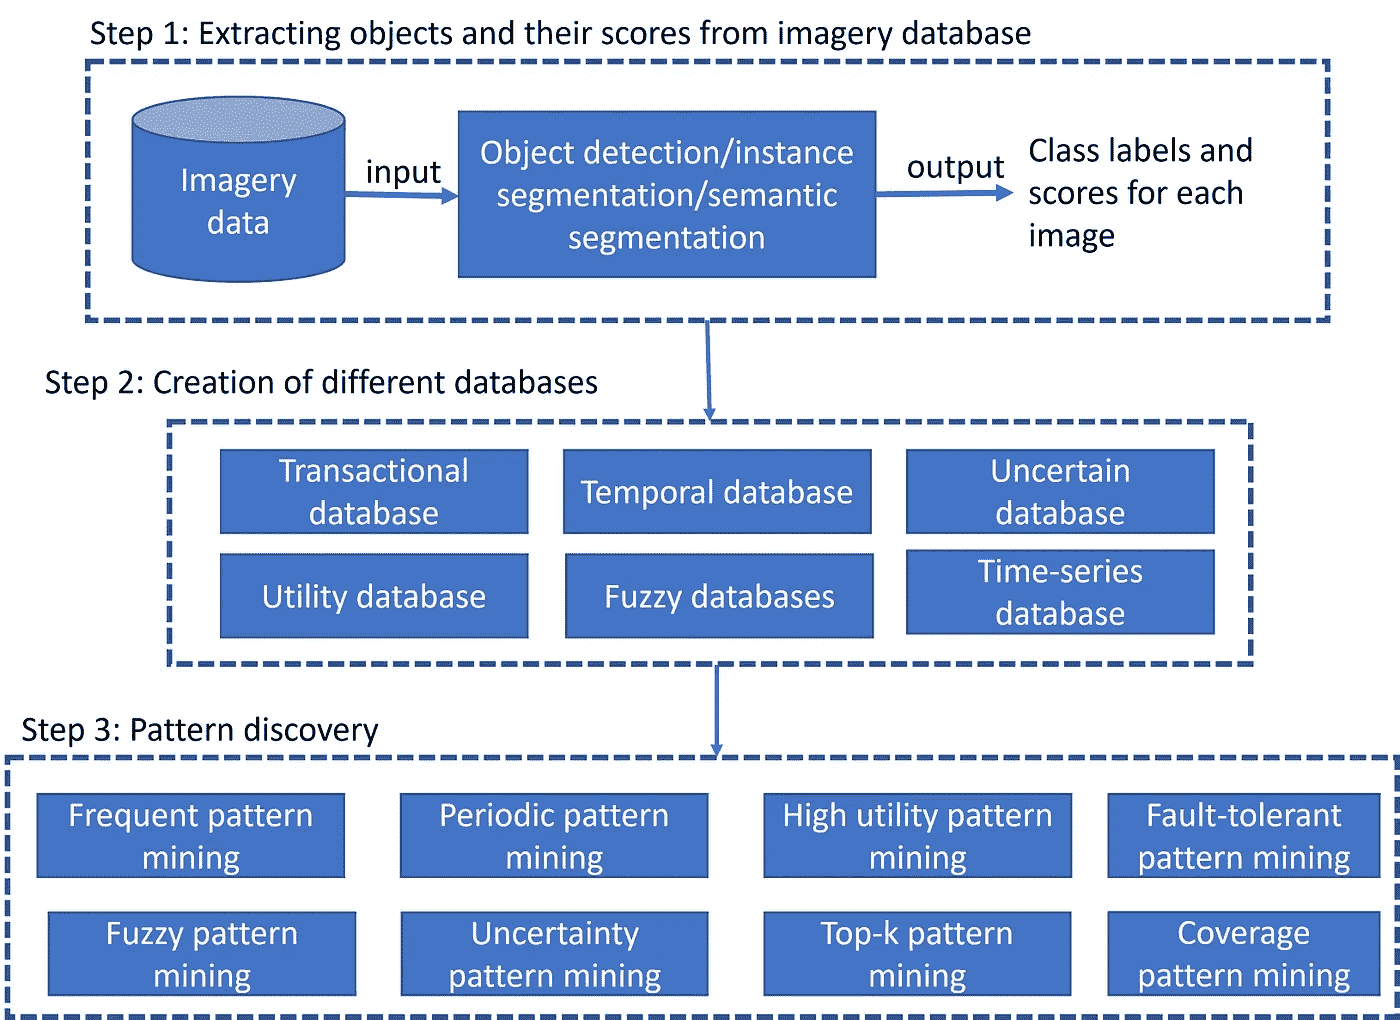 Step 1: Extracting objects and their scores from imagery database
Imagery
data
input
Object detection/instance
segmentation/semantic
segmentation
output
Class labels and
scores for each
image
Step 2: Creation of different databases
Transactional
database
Temporal database
Uncertain
database
Utility database
Fuzzy databases
Time-series
database
Step 3: Pattern discovery
Frequent pattern
mining
Periodic pattern
mining
High utility pattern
mining
Fault-tolerant
pattern mining
Fuzzy pattern
mining
Uncertainty
pattern mining
Top-k pattern
mining
Coverage
pattern mining